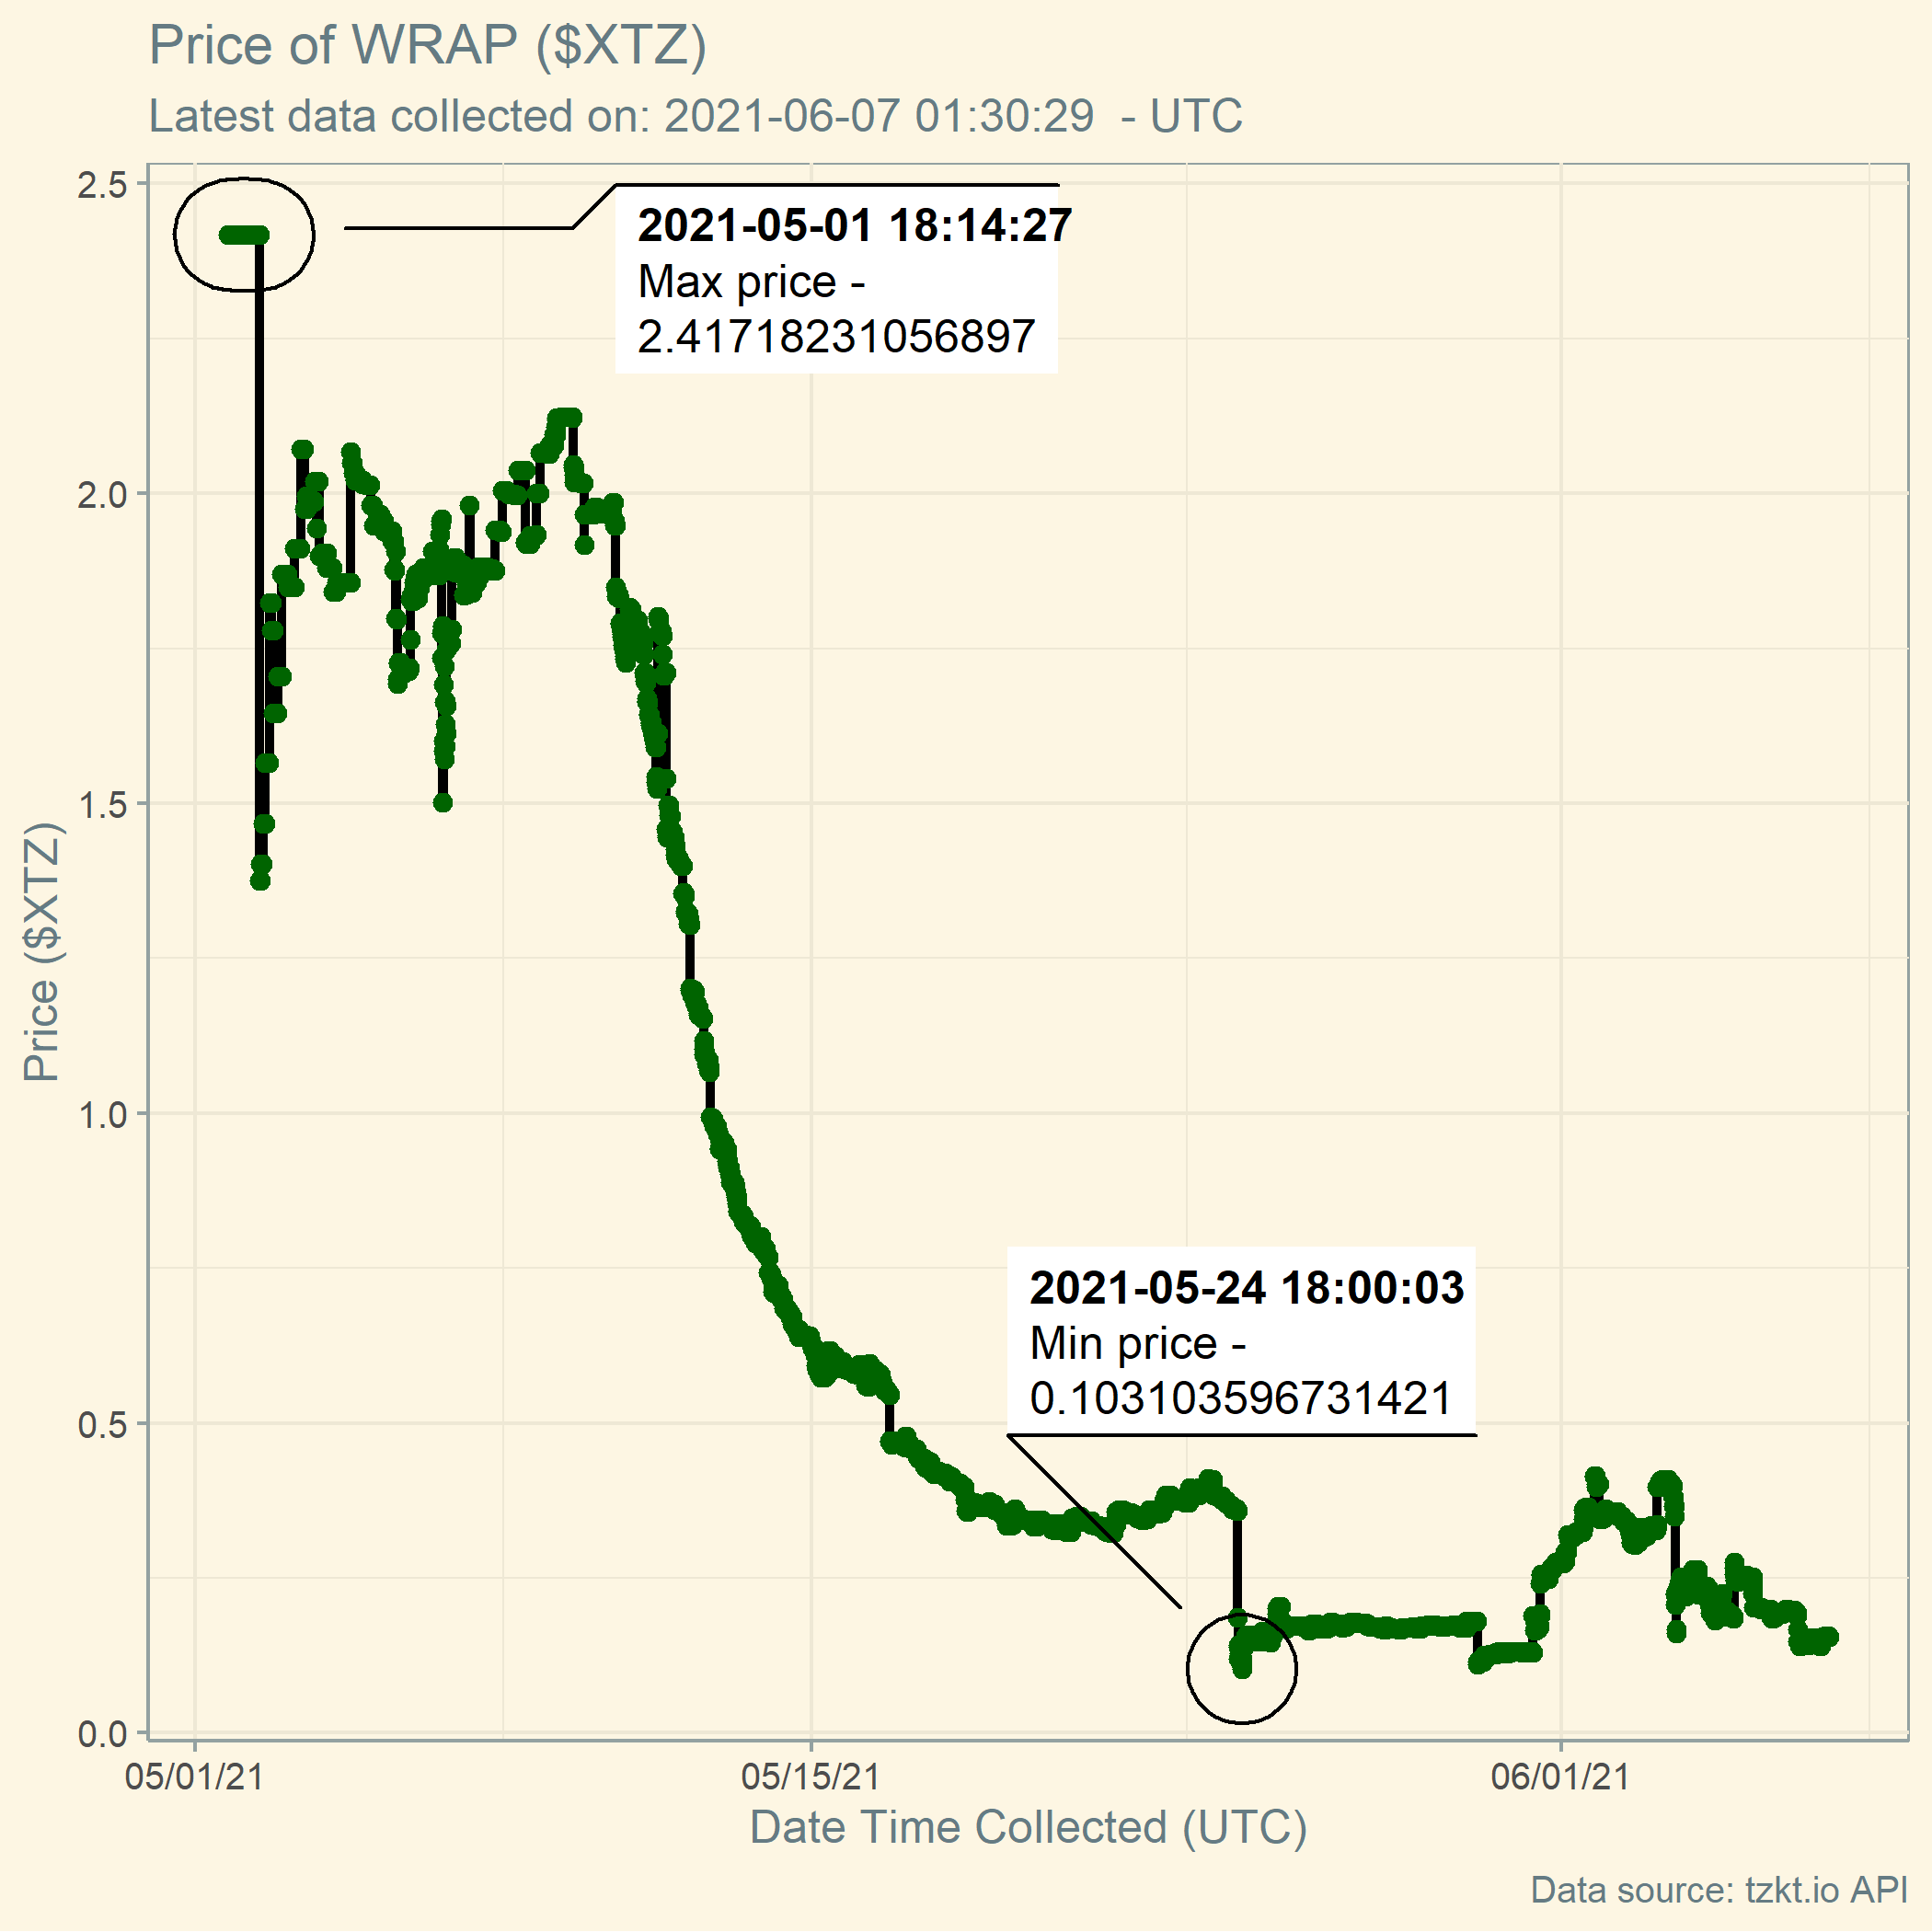 Price of WRAP ($XTZ)
Latest data collected on: 2021-06-07 01:30:29  - UTC
2.5
2.0
1.5
1.0
0.5
0.0
Price ($XTZ)
2021-05-01 18:14:27
Max price -
2.41718231056897
2021-05-24 18:00:03
Min price -
0.103103596731421
05/01/21
05/15/21
06/01/21
Date Time Collected (UTC)
Data source: tzkt.io API